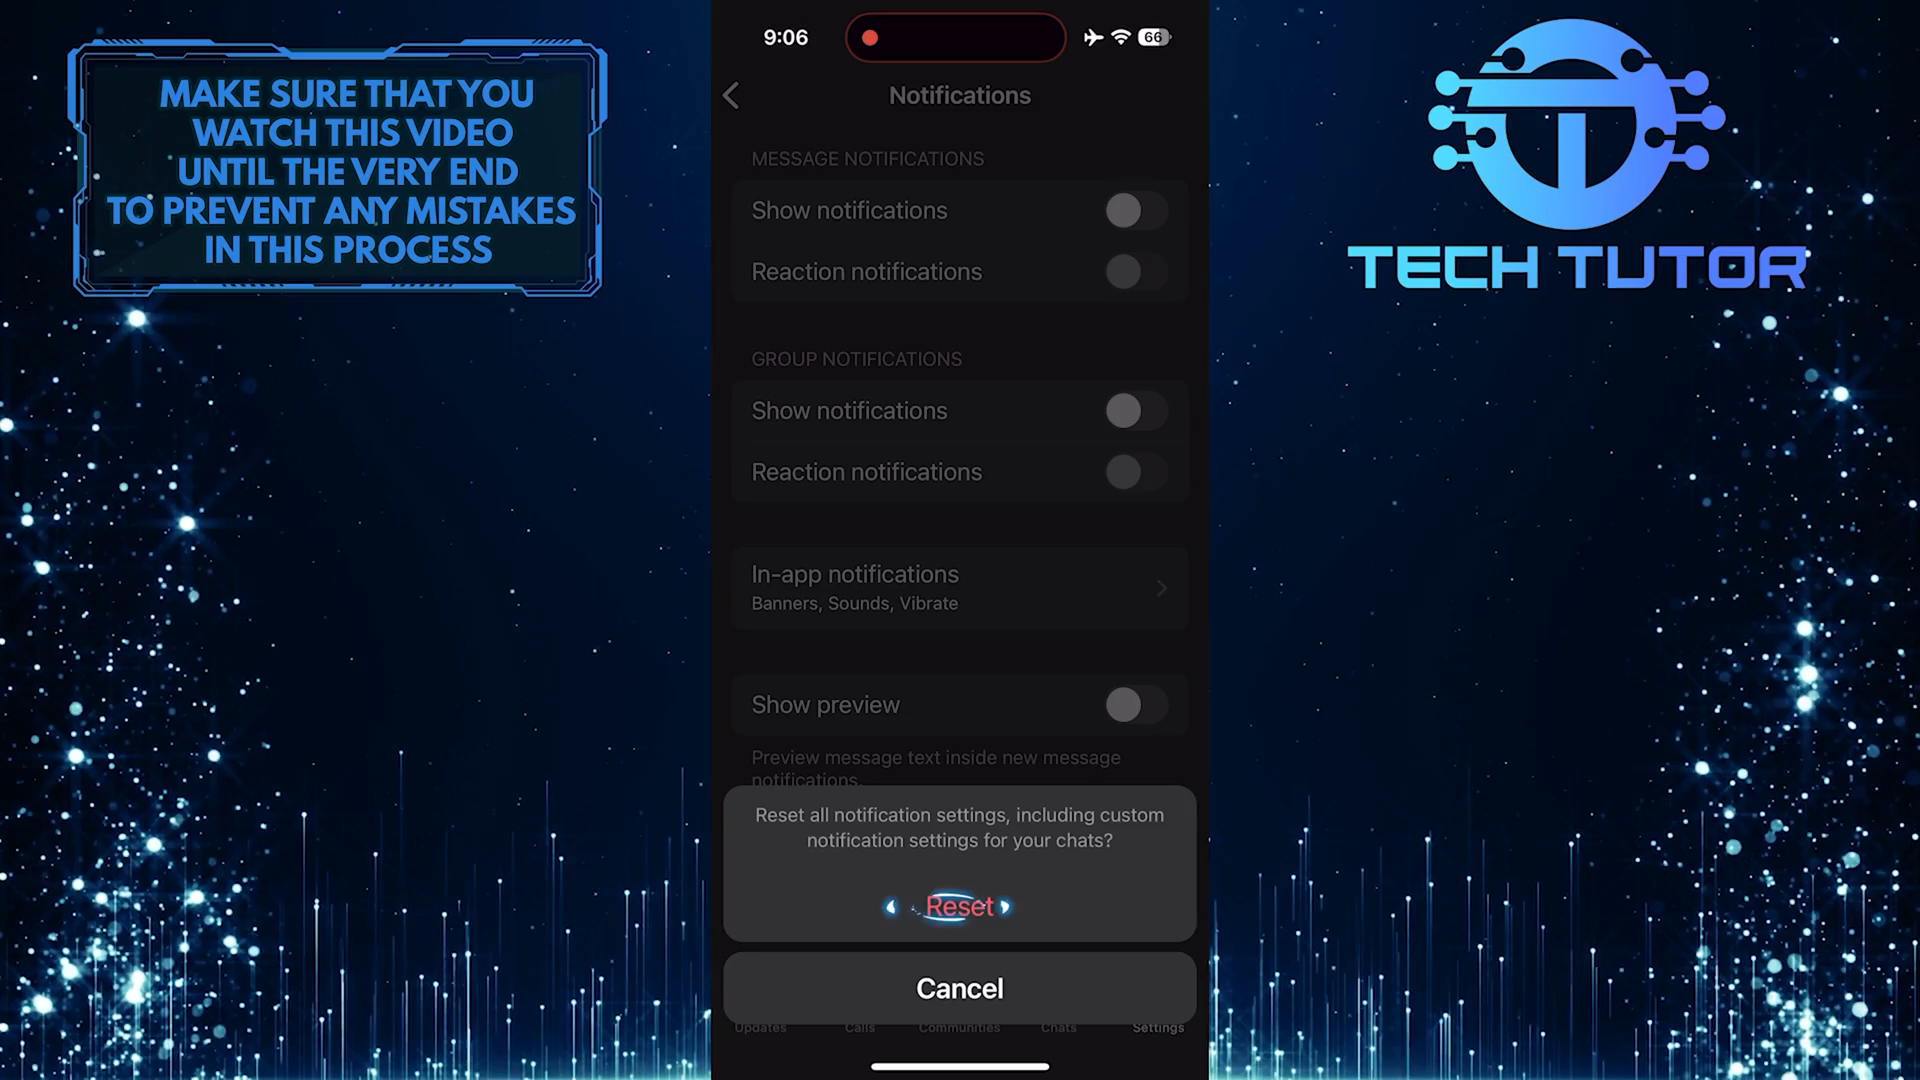 MAKE SURE THAT YOU
WATCH THIS VIDEO
UNTIL THE VERY END
TO PREVENT ANY MISTAKES
IN THIS PROCESS
9:06
66
Notifications
MESSAGE NOTIFICATIONS
Show notifications
Reaction notifications
GROUP NOTIFICATIONS
Show notifications
Reaction notifications
In-app notifications
Banners, Sounds, Vibrate
Show preview
Preview message text inside new message
notifications.
Reset all notification settings, including custom
notification settings for your chats?
Reset
Cancel
Updates Calls Communities Chats Settings
TECH TUTOR